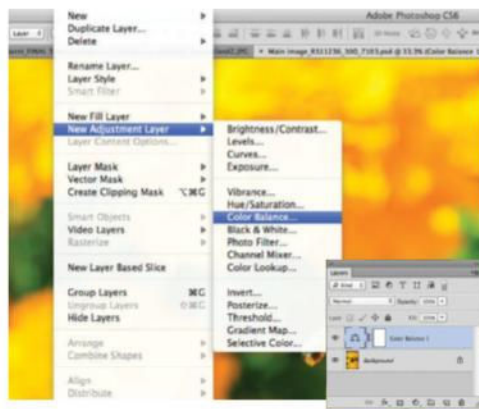 New
Duplicate Layer...
Delete
Rename Layer...
Layer Style
Smart Filter
New Fill Layer
New Adjustment Layer
Layer Content Options...
Layer Mask
Vector Mask
Create Clipping Mask ⌥⌘G
Smart Objects
Video Layers
Rasterize
New Layer Based Slice
Group Layers ⌘G
Ungroup Layers ⇧⌘G
Hide Layers
Arrange
Combine Shapes
Align
Distribute
Adobe Photoshop CS6
Layer
Brightness/Contrast...
Levels...
Curves...
Exposure...
Vibrance...
Hue/Saturation...
Color Balance...
Black & White...
Photo Filter...
Channel Mixer...
Color Lookup...
Invert...
Posterize...
Threshold...
Gradient Map...
Selective Color...
Layers
Normal
Opacity:
Lock
Fill:
Color Balance 1
Background